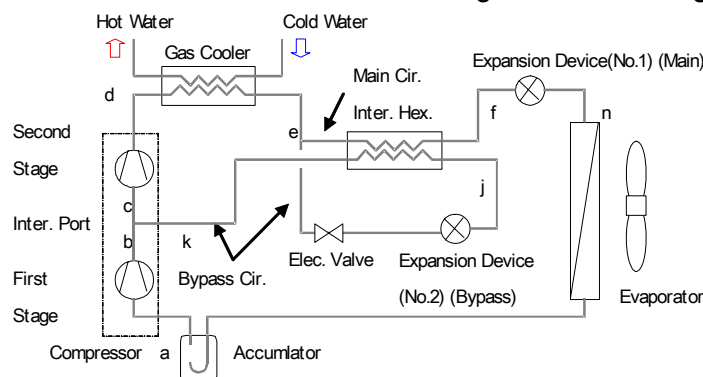 Hot Water
Cold Water
Gas Cooler
Expansion Device(No.1) (Main)
Main Cir.
d
Inter. Hex.
f
n
Second
e
Stage
j
c
Inter. Port
k
b
Elec. Valve
Expansion Device
Bypass Cir.
First
(No.2) (Bypass)
Evaporator
Stage
Compressor
a
Accumlator